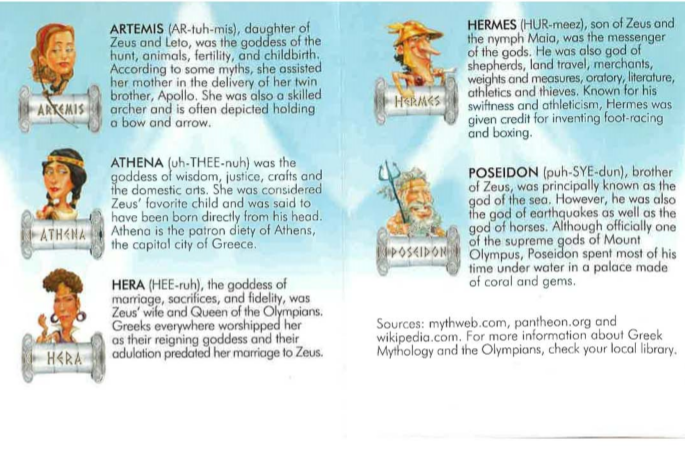 ARTEMIS (AR-tuh-mis), daughter of
Zeus and Leto, was the goddess of the
hunt, animals, fertility, and childbirth.
According to some myths, she assisted
her mother in the delivery of her twin
brother, Apollo. She was also a skilled
archer and is often depicted holding
a bow and arrow.
ARTEMIS
ATHENA (uh-THEE-nuh) was the
goddess of wisdom, justice, crafts and
the domestic arts. She was considered
Zeus' favorite child and was said to
have been born directly from his head.
Athena is the patron diety of Athens,
the capital city of Greece.
ATHENA
HERA (HEE-ruh), the goddess of
marriage, sacrifices, and fidelity, was
Zeus' wife and Queen of the Olympians.
Greeks everywhere worshipped her
as their reigning goddess and their
adulation predated her marriage to Zeus.
HERA
HERMES (HUR-meez), son of Zeus and
the nymph Maia, was the messenger
of the gods. He was also god of
shepherds, land travel, merchants,
weights and measures, oratory, literature,
athletics and thieves. Known for his
swiftness and athleticism, Hermes was
given credit for inventing foot-racing
and boxing.
HERMES
POSEIDON (puh-SYE-dun), brother
of Zeus, was principally known as the
god of the sea. However, he was also
the god of earthquakes as well as the
god of horses. Although officially one
of the supreme gods of Mount
Olympus, Poseidon spent most of his
time under water in a palace made
of coral and gems.
POSEIDON
Sources: mythweb.com, pantheon.org and
wikipedia.com. For more information about Greek
Mythology and the Olympians, check your local library.